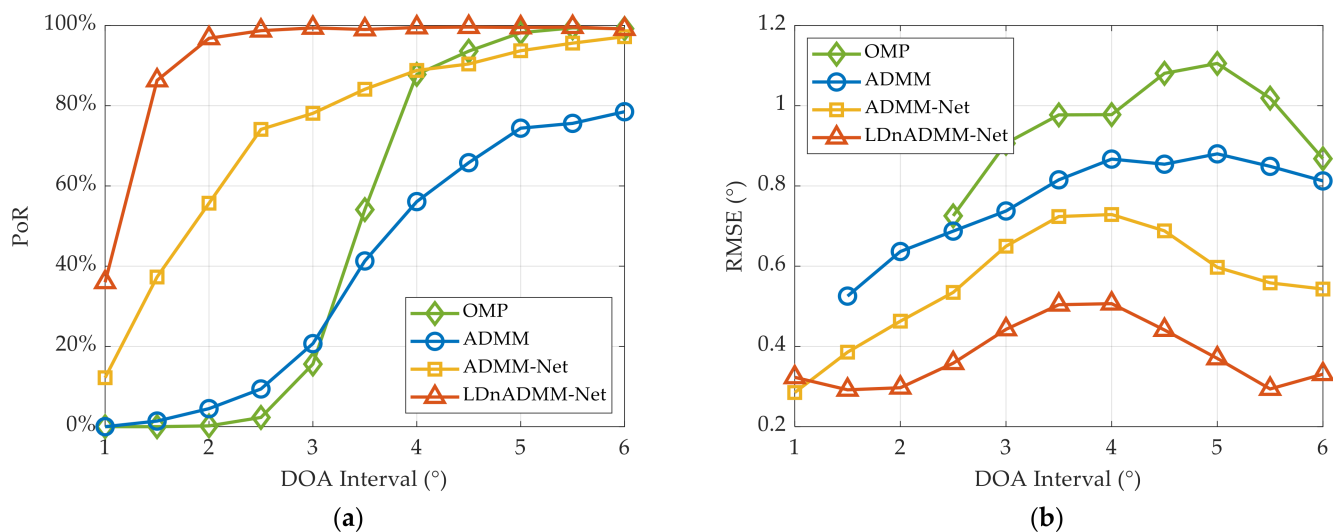 100%
80%
60%
40%
20%
0%
PoR
1 2 3 4 5 6
DOA Interval (°)
OMP
ADMM
ADMM-Net
LDnADMM-Net
(a)
1.2
1
0.8
0.6
0.4
0.2
RMSE (°)
1 2 3 4 5 6
DOA Interval (°)
OMP
ADMM
ADMM-Net
LDnADMM-Net
(b)